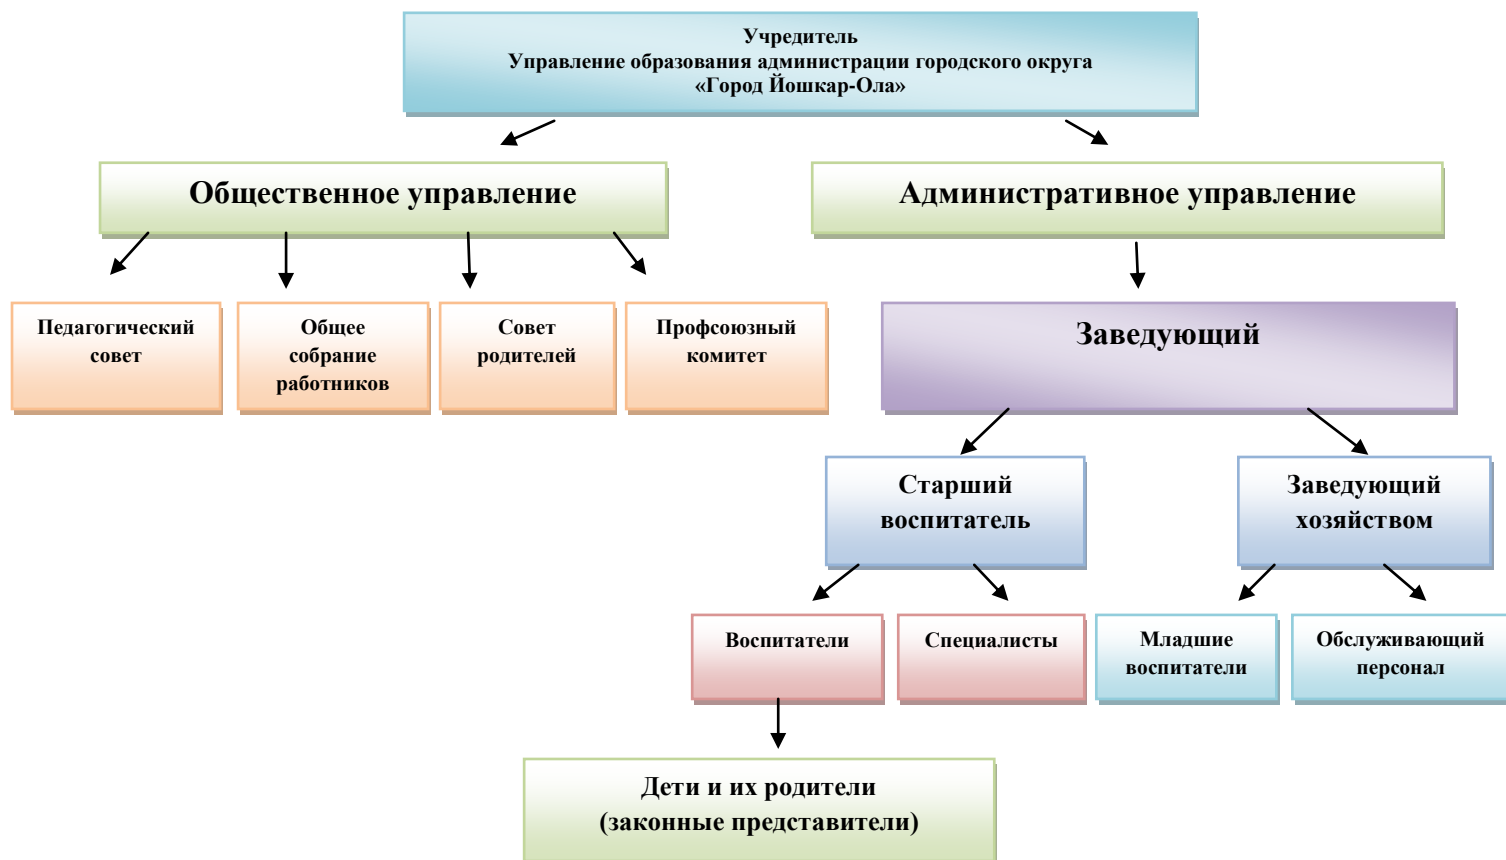 Учредитель
Управление образования администрации городского округа
«Город Йошкар-Ола»
Общественное управление
Административное управление
Педагогический
совет
Общее
собрание
работников
Совет
родителей
Профсоюзный
комитет
Заведующий
Старший
воспитатель
Заведующий
хозяйством
Воспитатели
Специалисты
Младшие
воспитатели
Обслуживающий
персонал
Дети и их родители
(законные представители)